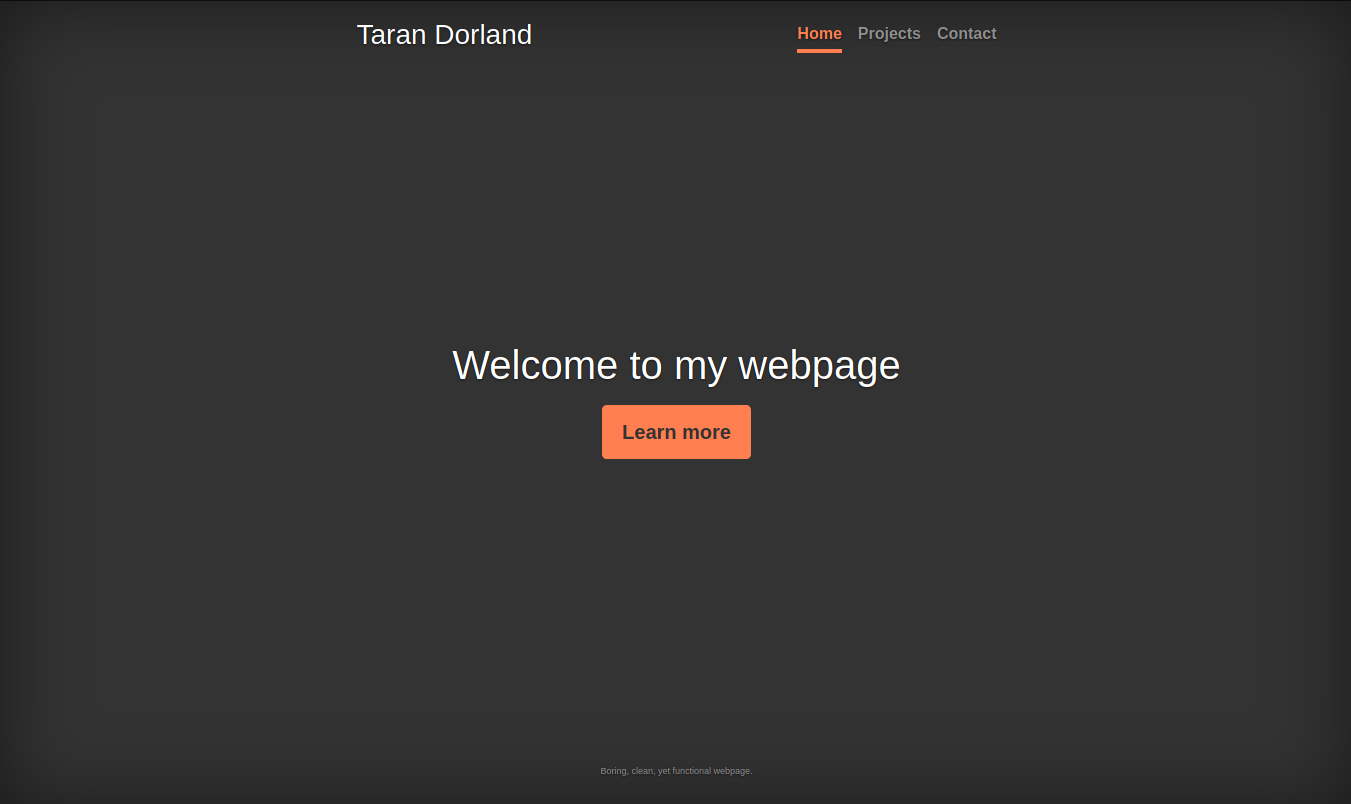 Taran Dorland
Home Projects Contact
Welcome to my webpage
Learn more
Boring, clean, yet functional webpage.